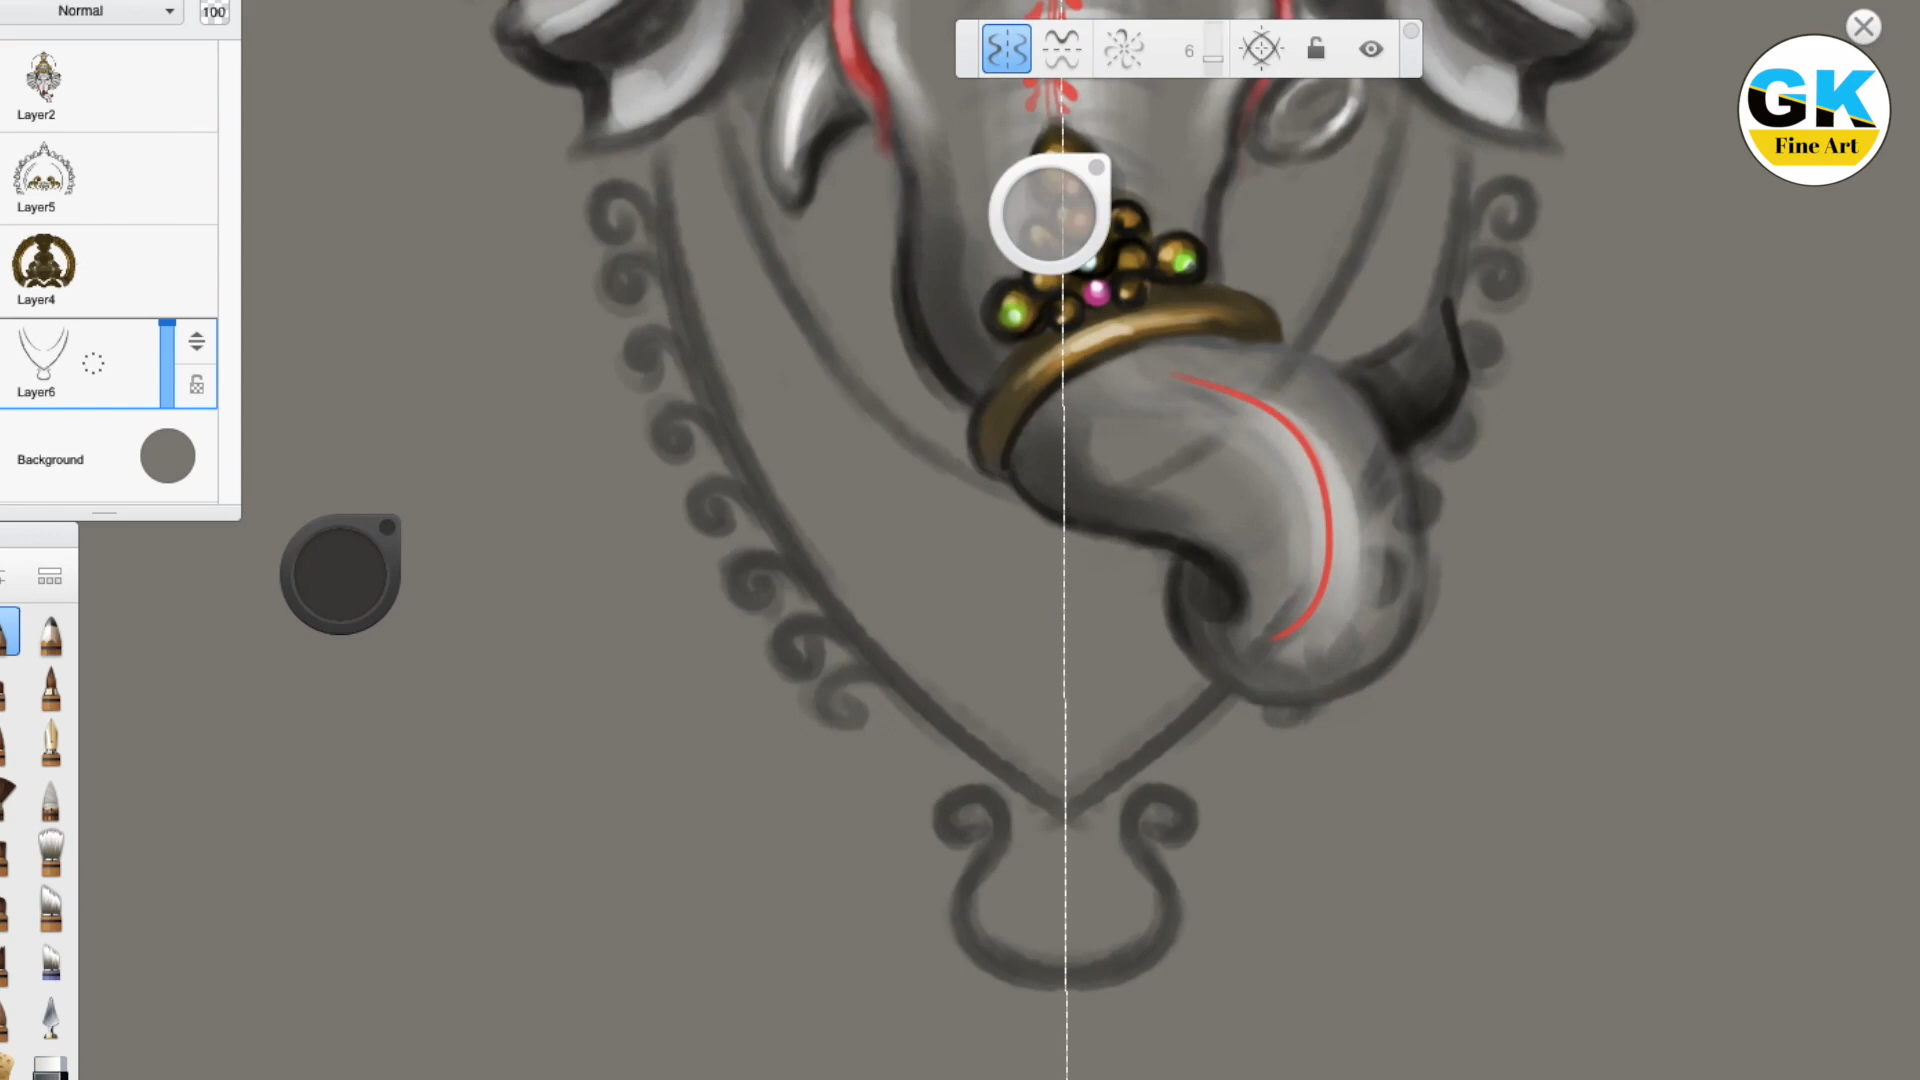 Normal
100
Layer2
Layer5
Layer4
Layer6
Background
6
GK
Fine Art